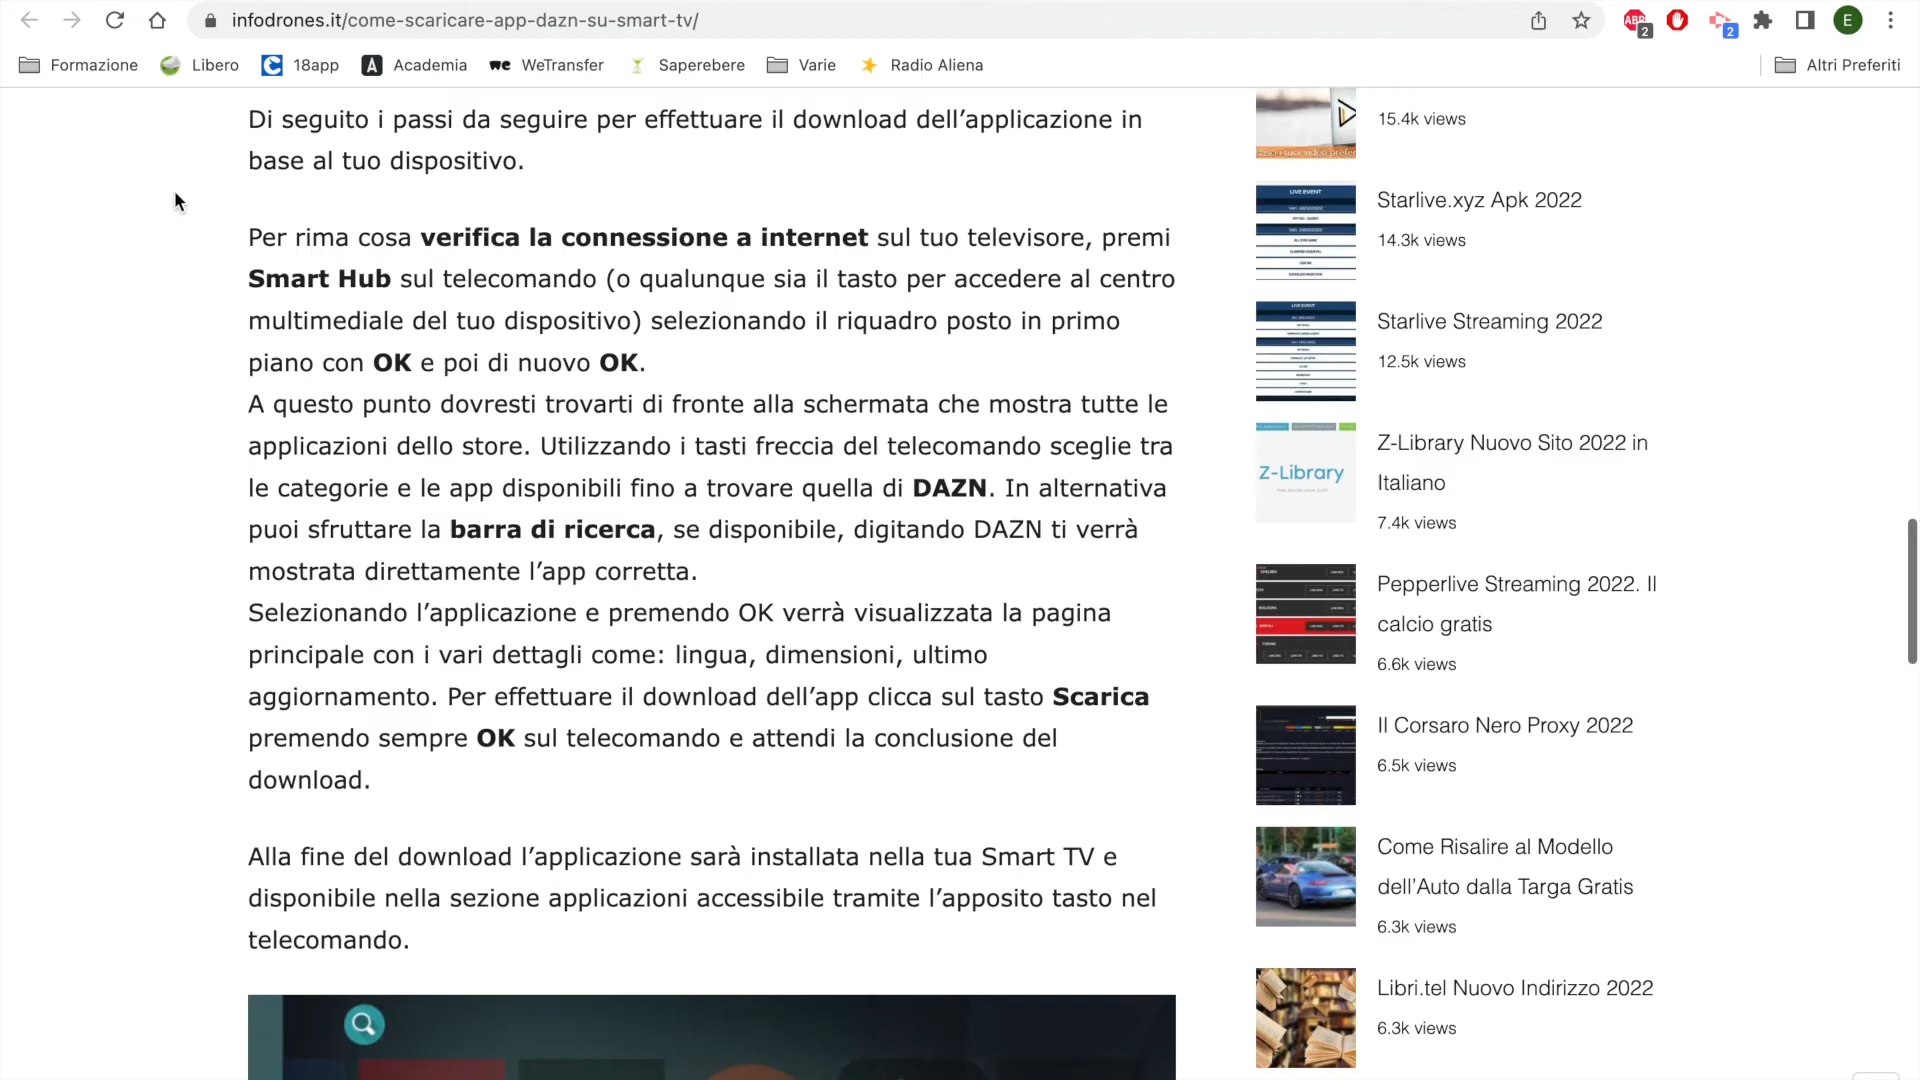 infodrones.it/come-scaricare-app-dazn-su-smart-tv/
ABP
2
2
E
Formazione
Libero
18app
Academia
WeTransfer
Saperebere
Varie
Radio Aliena
Altri Preferiti
Di seguito i passi da seguire per effettuare il download dell’applicazione in
base al tuo dispositivo.
Per rima cosa verifica la connessione a internet sul tuo televisore, premi
Smart Hub sul telecomando (o qualunque sia il tasto per accedere al centro
multimediale del tuo dispositivo) selezionando il riquadro posto in primo
piano con OK e poi di nuovo OK.
A questo punto dovresti trovarti di fronte alla schermata che mostra tutte le
applicazioni dello store. Utilizzando i tasti freccia del telecomando sceglie tra
le categorie e le app disponibili fino a trovare quella di DAZN. In alternativa
puoi sfruttare la barra di ricerca, se disponibile, digitando DAZN ti verrà
mostrata direttamente l’app corretta.
Selezionando l’applicazione e premendo OK verrà visualizzata la pagina
principale con i vari dettagli come: lingua, dimensioni, ultimo
aggiornamento. Per effettuare il download dell’app clicca sul tasto Scarica
premendo sempre OK sul telecomando e attendi la conclusione del
download.
Alla fine del download l’applicazione sarà installata nella tua Smart TV e
disponibile nella sezione applicazioni accessibile tramite l’apposito tasto nel
telecomando.
15.4k views
LIVE EVENT
Starlive.xyz Apk 2022
14.3k views
LIVE EVENT
Starlive Streaming 2022
12.5k views
Z-Library
Z-Library Nuovo Sito 2022 in
Italiano
7.4k views
Pepperlive Streaming 2022. Il
calcio gratis
6.6k views
Il Corsaro Nero Proxy 2022
6.5k views
Come Risalire al Modello
dell’Auto dalla Targa Gratis
6.3k views
Libri.tel Nuovo Indirizzo 2022
6.3k views